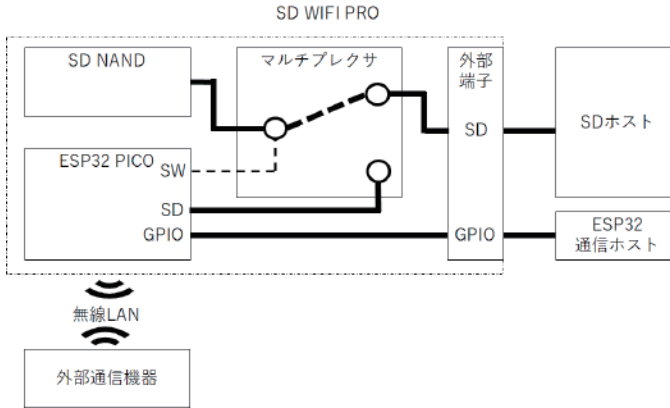 SD WIFI PRO
SD NAND
マルチプレクサ
外部
端子
SD
SDホスト
ESP32 PICO
SW
SD
GPIO
GPIO
ESP32
通信ホスト
無線LAN
外部通信機器